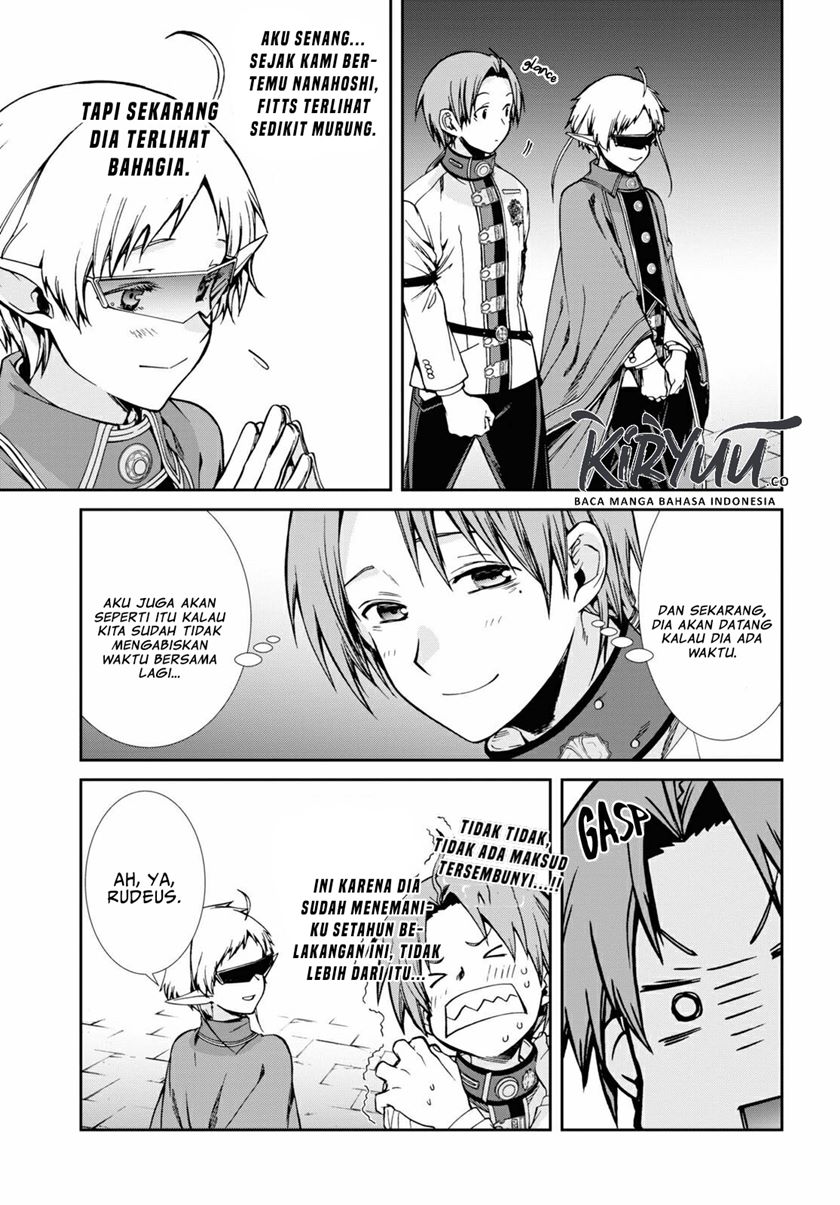 glance
AKU SENANG...
SEJAK KAMI BER-
TEMU NANAHOSHI,
FITTS TERLIHAT
SEDIKIT MURUNG.
TAPI SEKARANG
DIA TERLIHAT
BAHAGIA.
KiRYUU.CO
BACA MANGA BAHASA INDONESIA
DAN SEKARANG,
DIA AKAN DATANG
KALAU DIA ADA
WAKTU.
AKU JUGA AKAN
SEPERTI ITU KALAU
KITA SUDAH TIDAK
MENGABISKAN
WAKTU BERSAMA
LAGI...
GASP
TIDAK TIDAK,
TIDAK ADA MAKSUD
TERSEMBUNYI...!!
INI KARENA DIA
SUDAH MENEMANI-
KU SETAHUN BE-
LAKANGAN INI, TIDAK
LEBIH DARI ITU...
AH, YA,
RUDEUS.